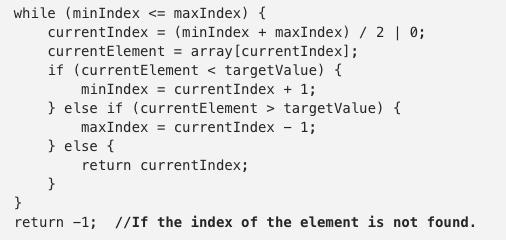 while (minIndex <= maxIndex) {
    currentIndex = (minIndex + maxIndex) / 2 | 0;
    currentElement = array[currentIndex];
    if (currentElement < targetValue) {
        minIndex = currentIndex + 1;
    } else if (currentElement > targetValue) {
        maxIndex = currentIndex - 1;
    } else {
        return currentIndex;
    }
}
return -1;  //If the index of the element is not found.